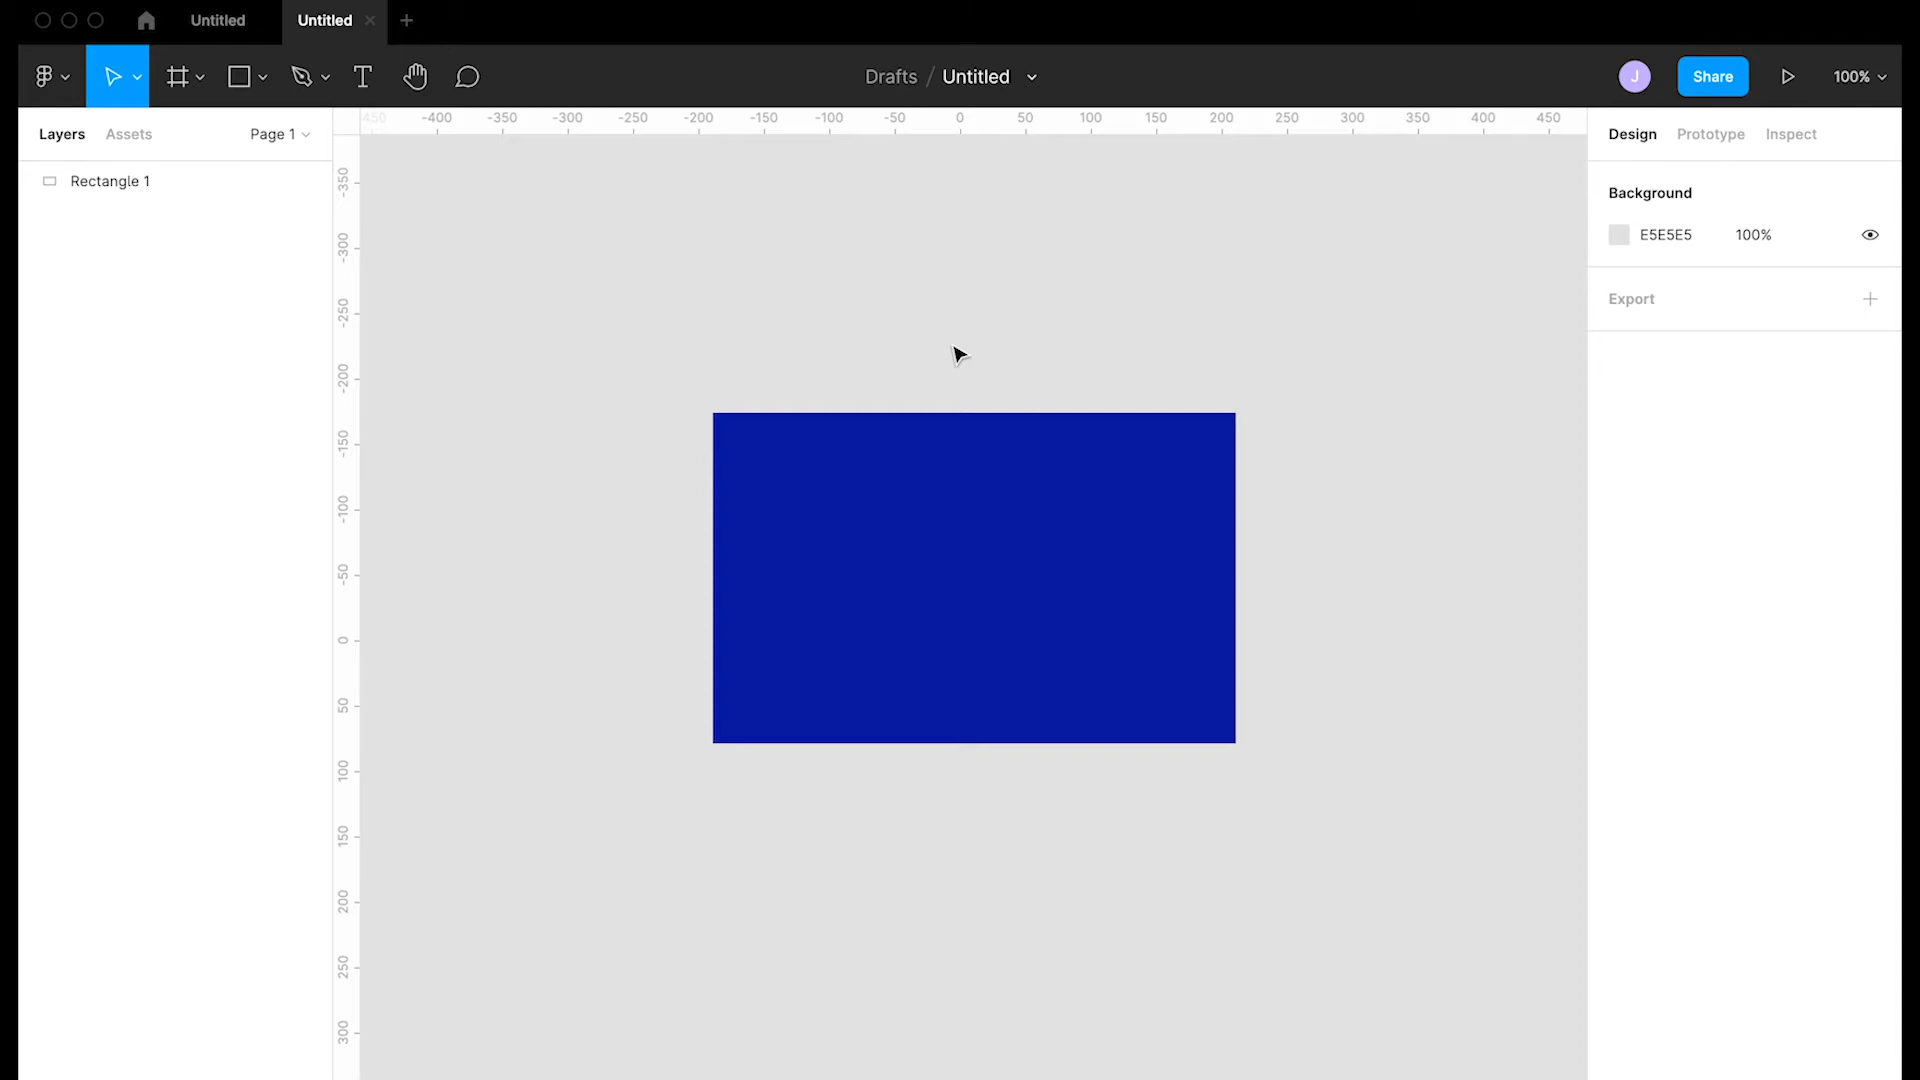 Untitled
Untitled
Drafts / Untitled
J
Share
100%
Layers
Assets
Page 1
450 -400 -350 -300 -250 -200 -150 -100 -50 0 50 100 150 200 250 300 350 400 450
Design
Prototype
Inspect
Rectangle 1
Background
E5E5E5
100%
Export
-350
-300
-250
-200
-150
-100
-50
0
50
100
150
200
250
300